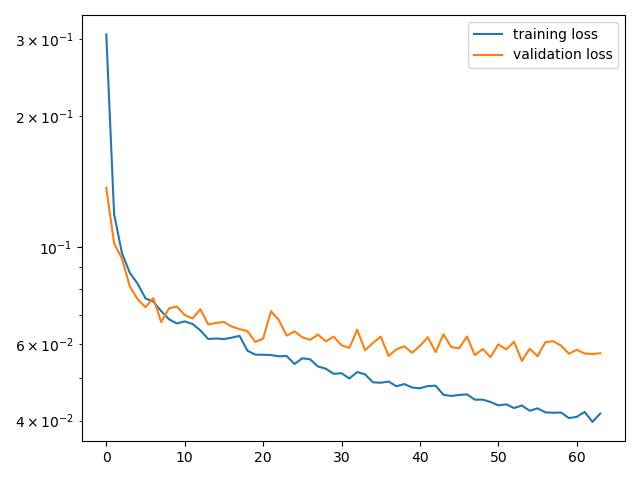 training loss
validation loss
3 × 10⁻¹
2 × 10⁻¹
10⁻¹
6 × 10⁻²
4 × 10⁻²
0 10 20 30 40 50 60